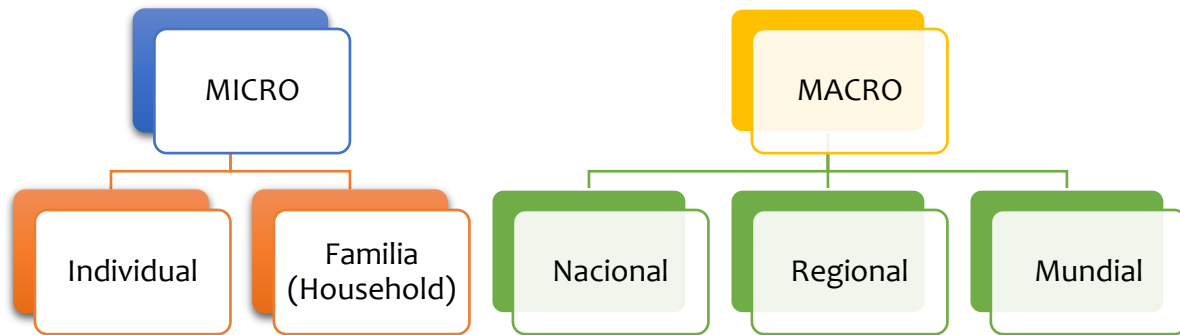 MICRO
MACRO
Individual
Familia
(Household)
Nacional
Regional
Mundial